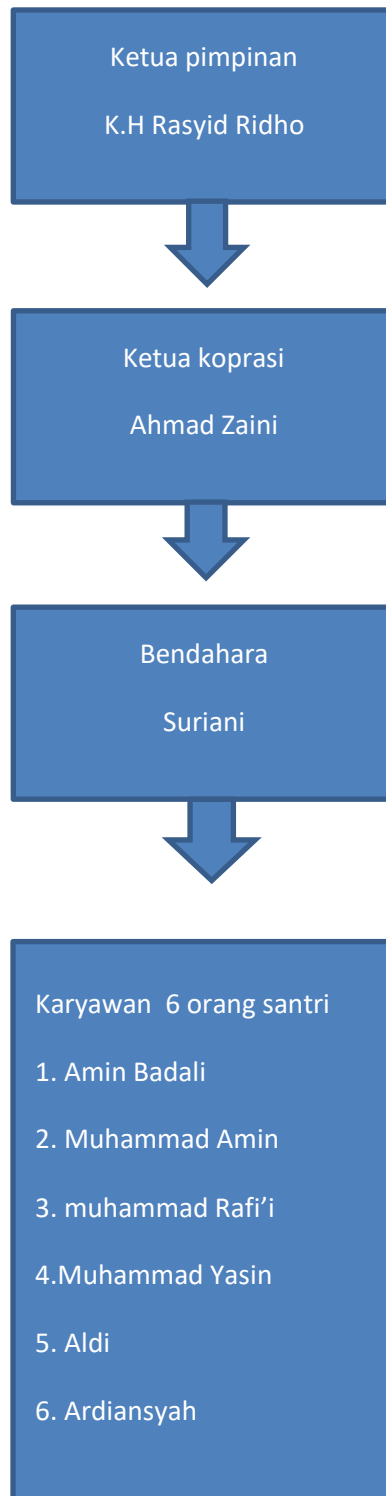 Ketua pimpinan
K.H Rasyid Ridho
Ketua koprasi
Ahmad Zaini
Bendahara
Suriani
Karyawan  6 orang santri
1. Amin Badali
2. Muhammad Amin
3. muhammad Rafi’i
4.Muhammad Yasin
5. Aldi
6. Ardiansyah